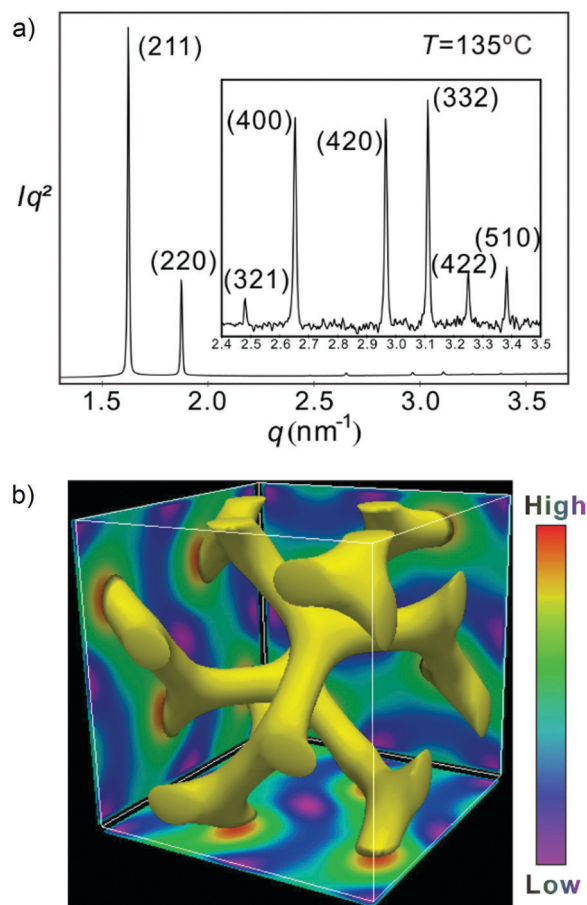 a)
(211)
T=135ºC
(332)
(400)
(420)
Iq²
(510)
(220)
(422)
(321)
2.4 2.5 2.6 2.7 2.8 2.9 3.0 3.1 3.2 3.3 3.4 3.5
1.5 2.0 2.5 3.0 3.5
q(nm⁻¹)
b)
High
Low